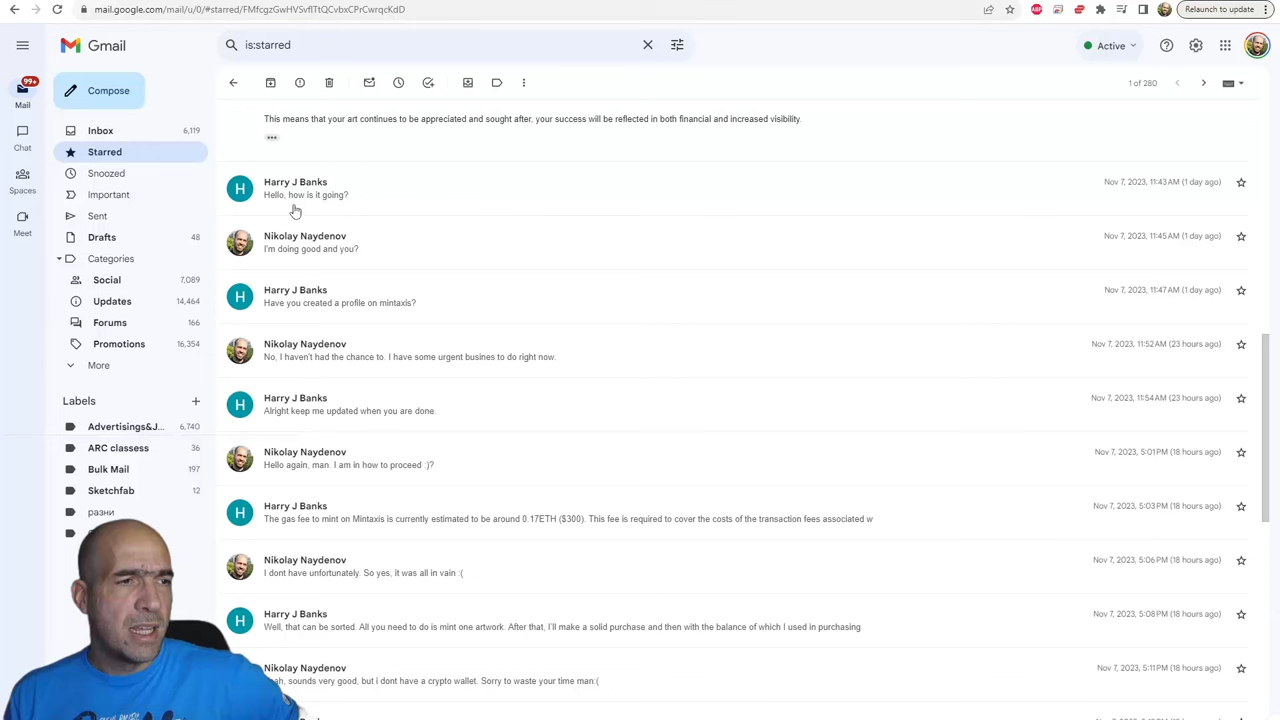 mail.google.com/mail/u/0/#starred/FMfcgzGwHVSvflTtQCvbxCPrCwrqcKdD
Relaunch to update
Gmail
is:starred
Active
99+
Mail
Compose
1 of 280
Chat
Inbox 6,119
This means that your art continues to be appreciated and sought after, your success will be reflected in both financial and increased visibility.
Starred
Spaces
Snoozed
Harry J Banks
Nov 7, 2023, 11:43 AM (1 day ago)
Important
Hello, how is it going?
Meet
Sent
Drafts 48
Nikolay Naydenov
Nov 7, 2023, 11:45 AM (1 day ago)
I'm doing good and you?
Categories
Social 7,089
Harry J Banks
Nov 7, 2023, 11:47 AM (1 day ago)
Updates 14,464
Have you created a profile on mintaxis?
Forums 166
Promotions 16,354
Nikolay Naydenov
Nov 7, 2023, 11:52 AM (23 hours ago)
No, I haven't had the chance to. I have some urgent busines to do right now.
More
Labels
Harry J Banks
Nov 7, 2023, 11:54 AM (23 hours ago)
Alright keep me updated when you are done.
Advertisings&J... 6,740
ARC classess 36
Nikolay Naydenov
Nov 7, 2023, 5:01 PM (18 hours ago)
Hello again, man. I am in how to proceed :)?
Bulk Mail 197
Sketchfab 12
Harry J Banks
Nov 7, 2023, 5:03 PM (18 hours ago)
разни
The gas fee to mint on Mintaxis is currently estimated to be around 0.17ETH ($300). This fee is required to cover the costs of the transaction fees associated w
Nikolay Naydenov
Nov 7, 2023, 5:06 PM (18 hours ago)
I dont have unfortunately. So yes, it was all in vain :(
Harry J Banks
Nov 7, 2023, 5:08 PM (18 hours ago)
Well, that can be sorted. All you need to do is mint one artwork. After that, I'll make a solid purchase and then with the balance of which I used in purchasing
Nikolay Naydenov
Nov 7, 2023, 5:11 PM (18 hours ago)
sounds very good, but i dont have a crypto wallet. Sorry to waste your time man:(